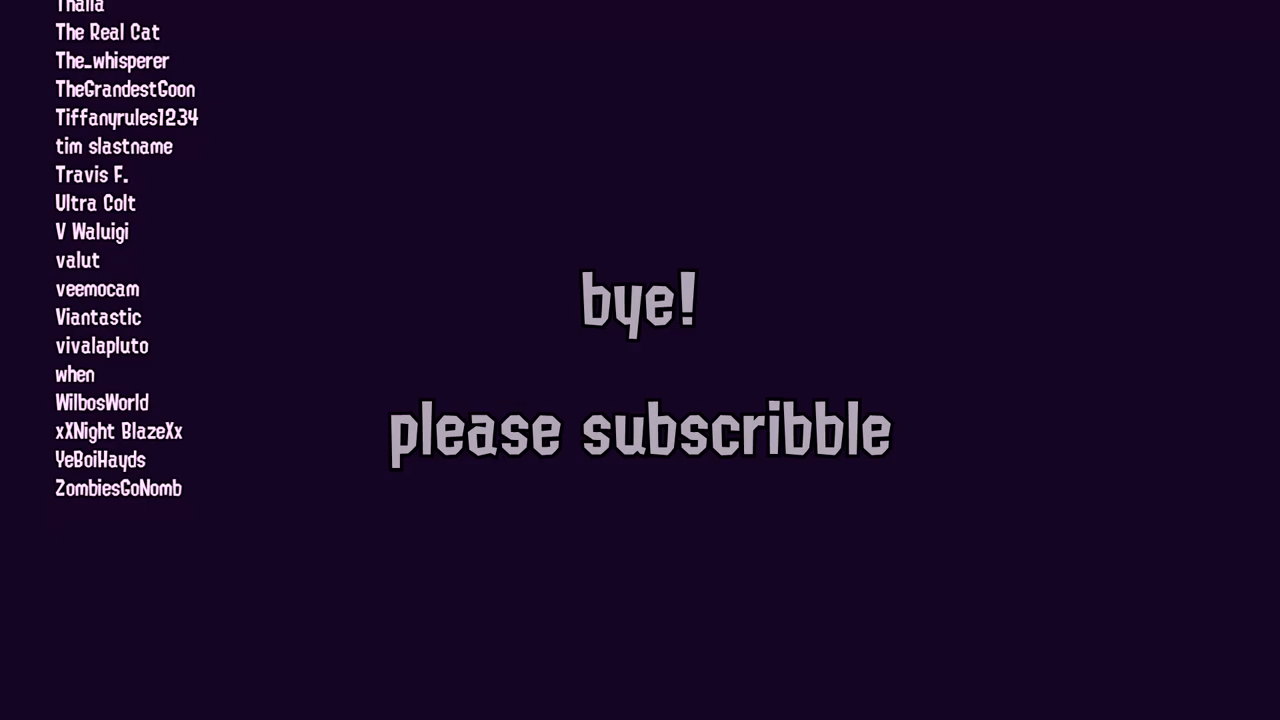 Thalia
The Real Cat
The_whisperer
TheGrandestGoon
Tiffanyrules1234
tim slastname
Travis F.
Ultra Colt
V Waluigi
valut
veemocam
Viantastic
vivalapluto
when
WilbosWorld
xXNight BlazeXx
YeBoiHayds
ZombiesGoNomb
bye!
please subscribble